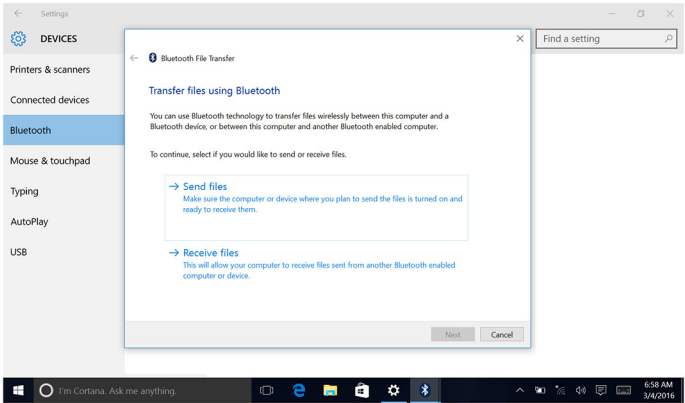 Settings
DEVICES
Find a setting
Printers & scanners
Connected devices
Bluetooth
Mouse & touchpad
Typing
AutoPlay
USB
Bluetooth File Transfer
Transfer files using Bluetooth
You can use Bluetooth technology to transfer files wirelessly between this computer and a
Bluetooth device, or between this computer and another Bluetooth enabled computer.
To continue, select if you would like to send or receive files.
Send files
Make sure the computer or device where you plan to send the files is turned on and
ready to receive them.
Receive files
This will allow your computer to receive files sent from another Bluetooth enabled
computer or device.
Next
Cancel
I'm Cortana. Ask me anything.
6:58 AM
3/4/2016